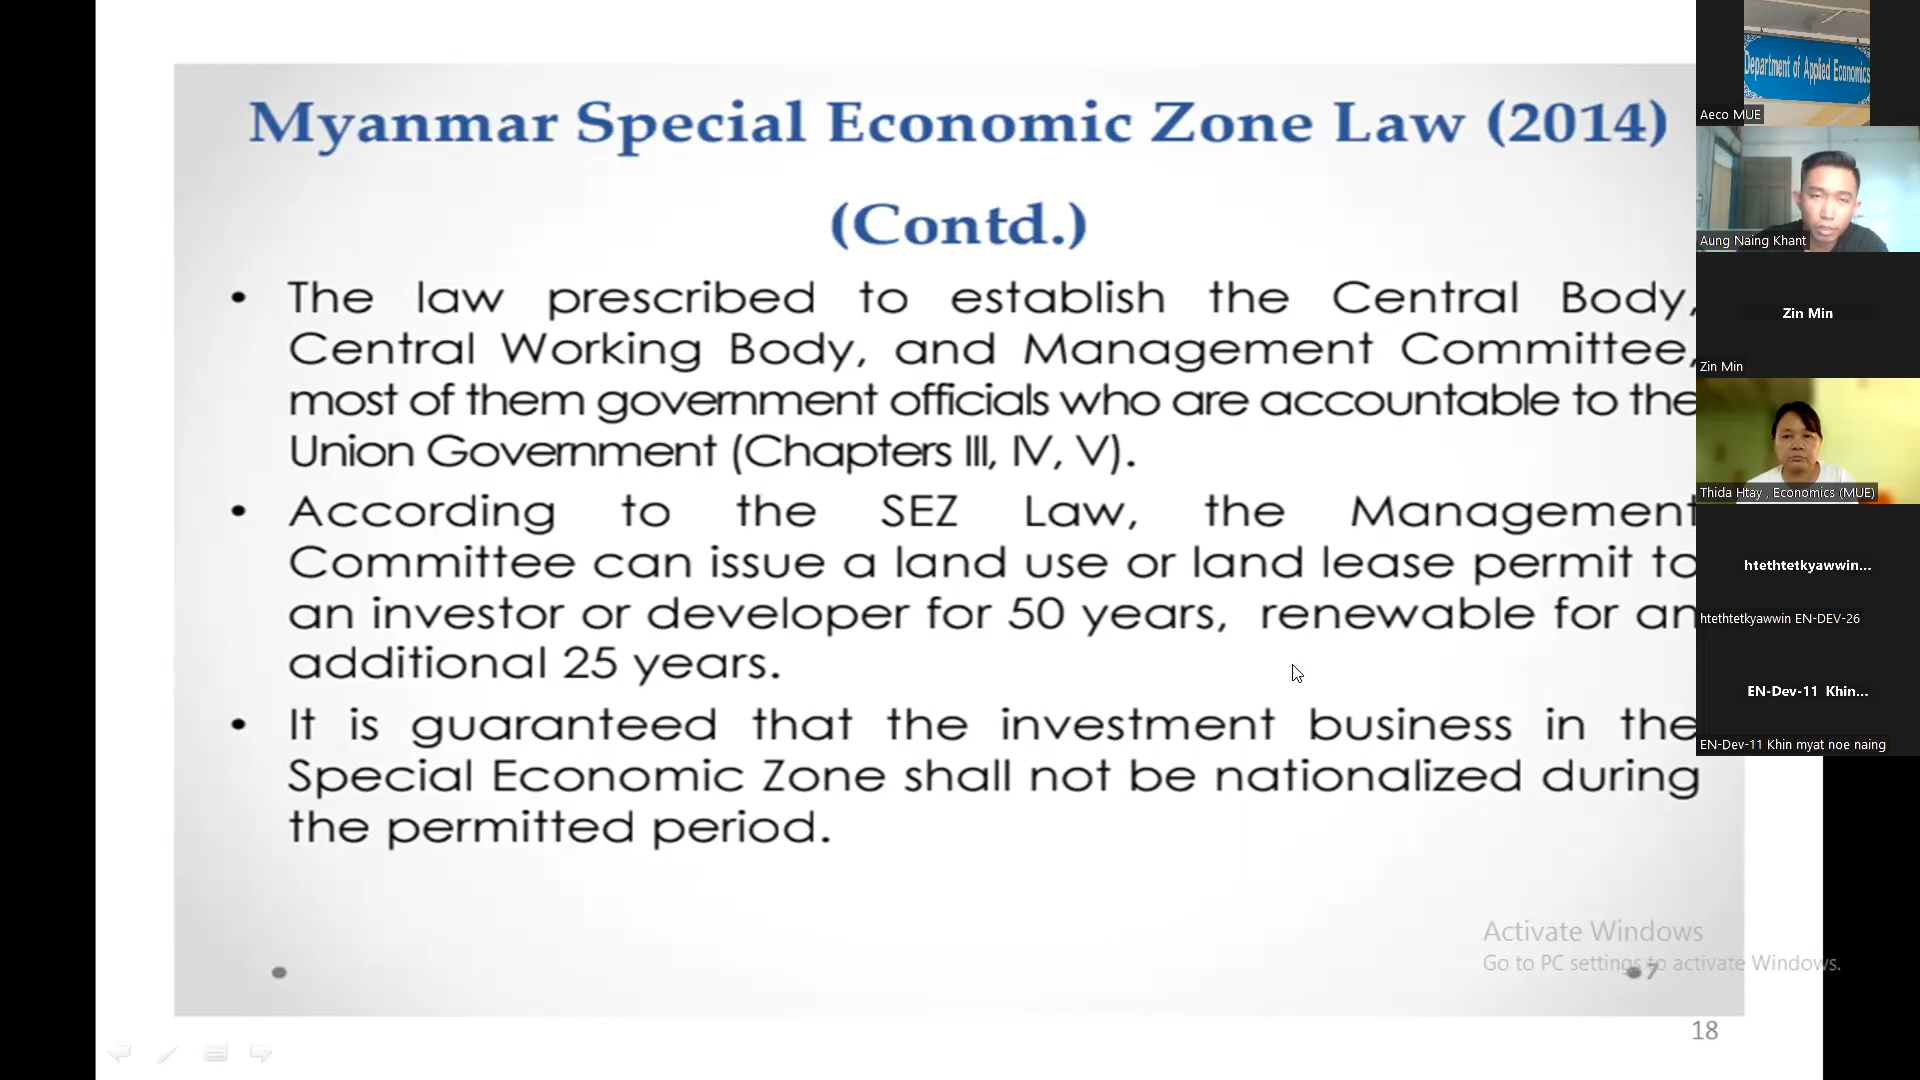 Myanmar Special Economic Zone Law (2014)
(Contd.)
• The law prescribed to establish the Central Body,
Central Working Body, and Management Committee,
most of them government officials who are accountable to the
Union Government (Chapters III, IV, V).
• According to the SEZ Law, the Management
Committee can issue a land use or land lease permit to
an investor or developer for 50 years, renewable for an
additional 25 years.
• It is guaranteed that the investment business in the
Special Economic Zone shall not be nationalized during
the permitted period.
Activate Windows
Go to PC settings to activate Windows.
7
18
Department of Applied Economics
Aeco MUE
Aung Naing Khant
Zin Min
Zin Min
Thida Htay , Economics (MUE)
htethtetkyawwin...
htethtetkyawwin EN-DEV-26
EN-Dev-11 Khin...
EN-Dev-11 Khin myat noe naing